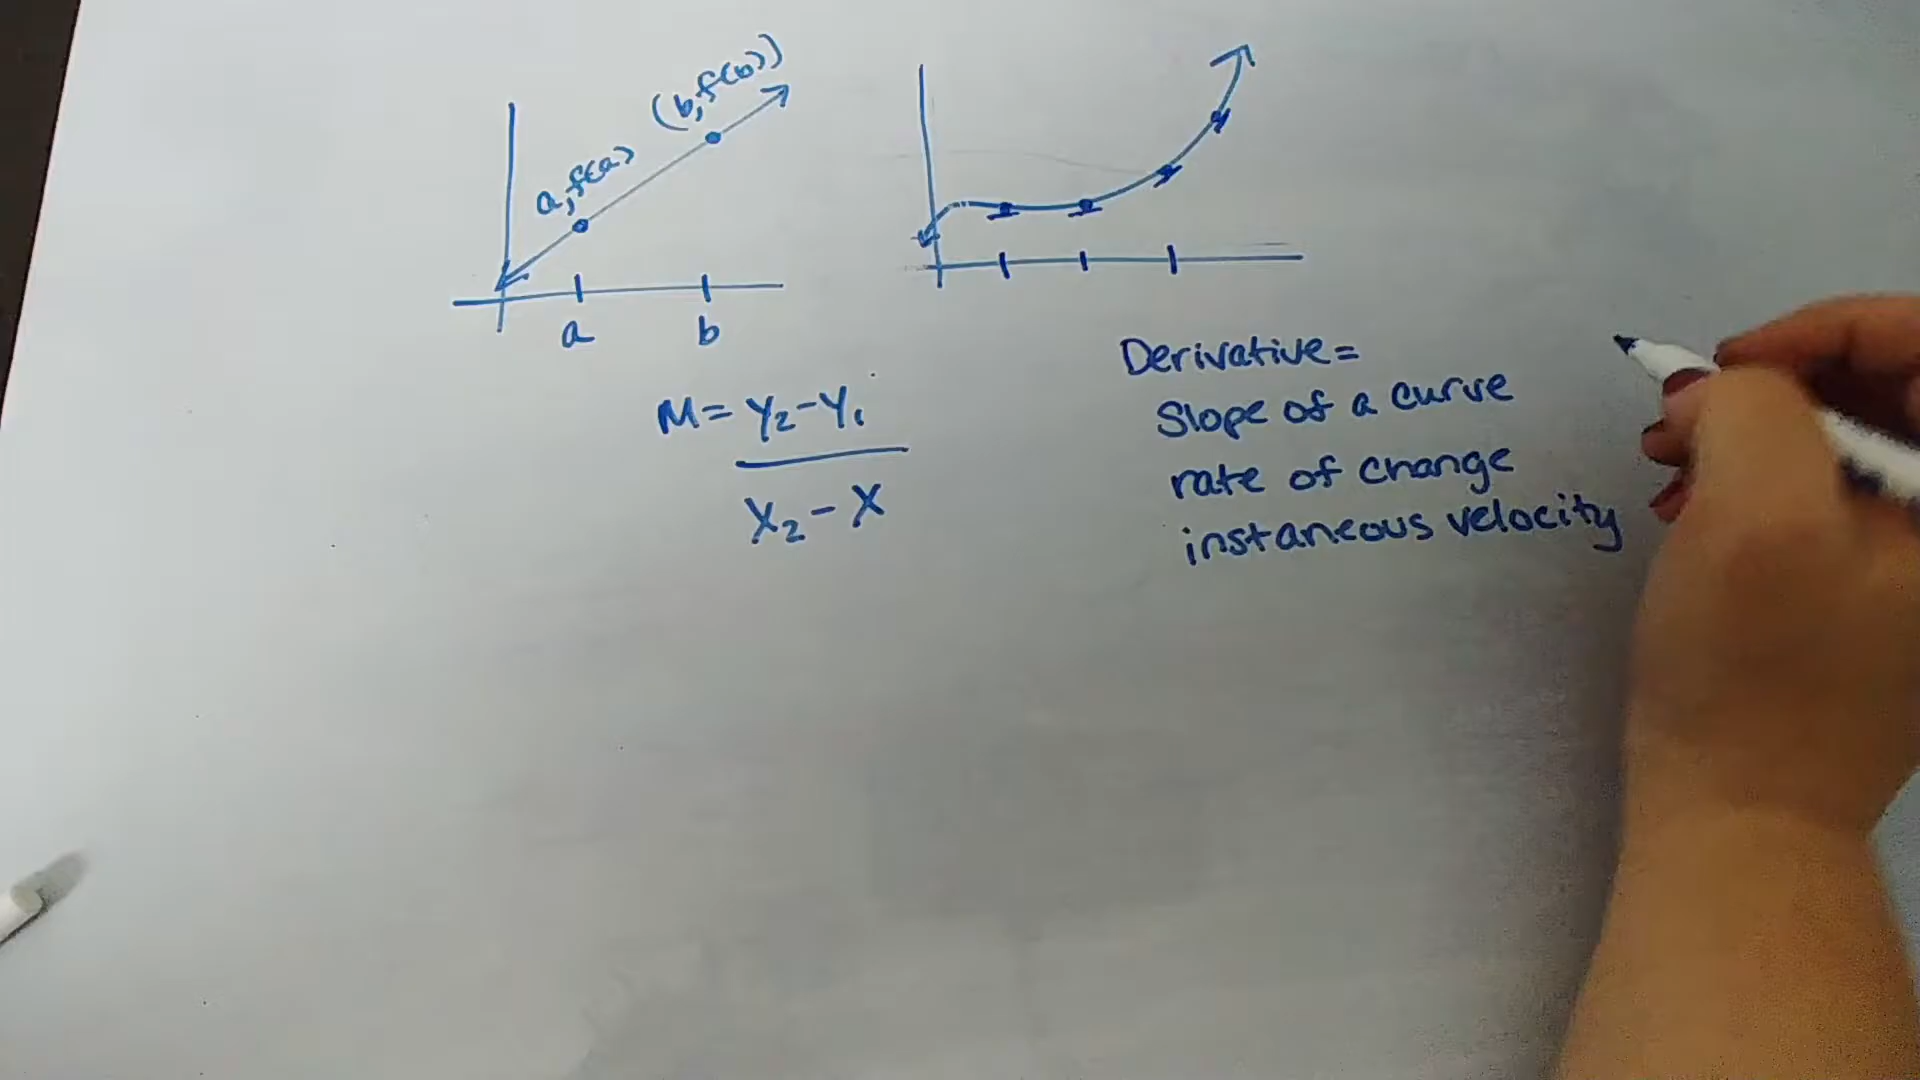 (b,f(b))
a,f(a)
a b
M = y₂-y₁
x₂-x
Derivative=
Slope of a curve
rate of change
instaneous velocity